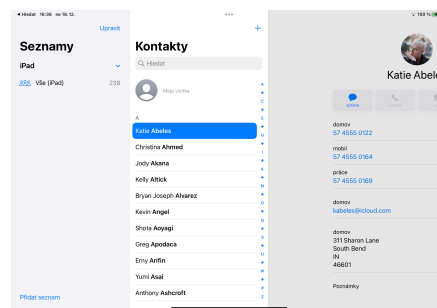 Hledat 16:36 ne 18. 12.
100 %
Upravit
Seznamy
iPad
Vše (iPad) 238
Přidat seznam
Kontakty
Hledat
Moje vizitka
A
Katie Abeles
Christina Ahmed
Jody Akana
Kelly Altick
Bryan Joseph Alvarez
Kevin Angel
Shota Aoyagi
Greg Apodaca
Erny Arifin
Yumi Asai
Anthony Ashcroft
Katie Abele
zpráva
domov
57 4555 0122
mobil
57 4555 0164
práce
57 4555 0169
domov
kabeles@icloud.com
domov
311 Sharon Lane
South Bend
IN
46601
Poznámky